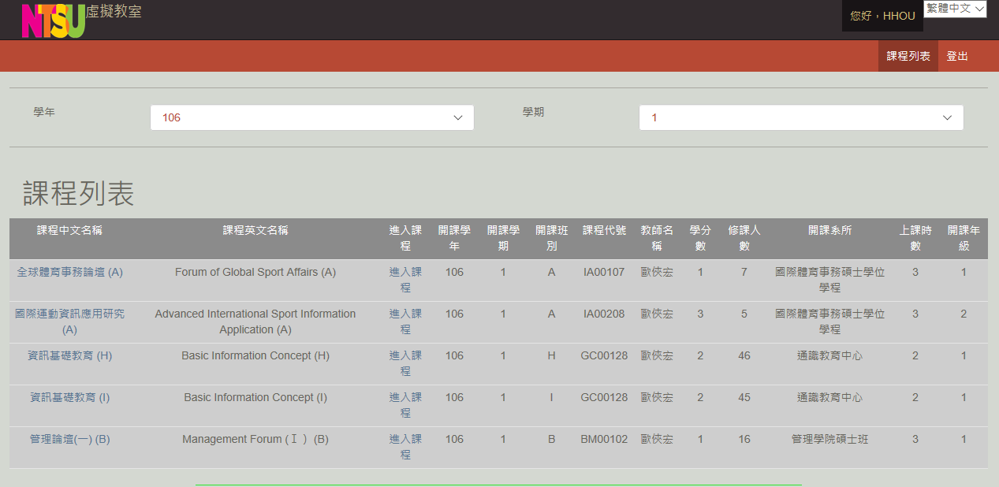 NTSU虛擬教室
您好，HHOU
繁體中文
課程列表 登出
學年 106 學期 1
課程列表
課程中文名稱 課程英文名稱 進入課程 開課學年 開課學期 開課班別 課程代號 教師名稱 學分數 修課人數 開課系所 上課時數 開課年級
全球體育事務論壇 (A) Forum of Global Sport Affairs (A) 進入課程 106 1 A IA00107 歐俠宏 1 7 國際體育事務碩士學位學程 3 1
國際運動資訊應用研究 (A) Advanced International Sport Information Application (A) 進入課程 106 1 A IA00208 歐俠宏 3 5 國際體育事務碩士學位學程 3 2
資訊基礎教育 (H) Basic Information Concept (H) 進入課程 106 1 H GC00128 歐俠宏 2 46 通識教育中心 2 1
資訊基礎教育 (I) Basic Information Concept (I) 進入課程 106 1 I GC00128 歐俠宏 2 45 通識教育中心 2 1
管理論壇(一) (B) Management Forum (Ｉ） (B) 進入課程 106 1 B BM00102 歐俠宏 1 16 管理學院碩士班 3 1